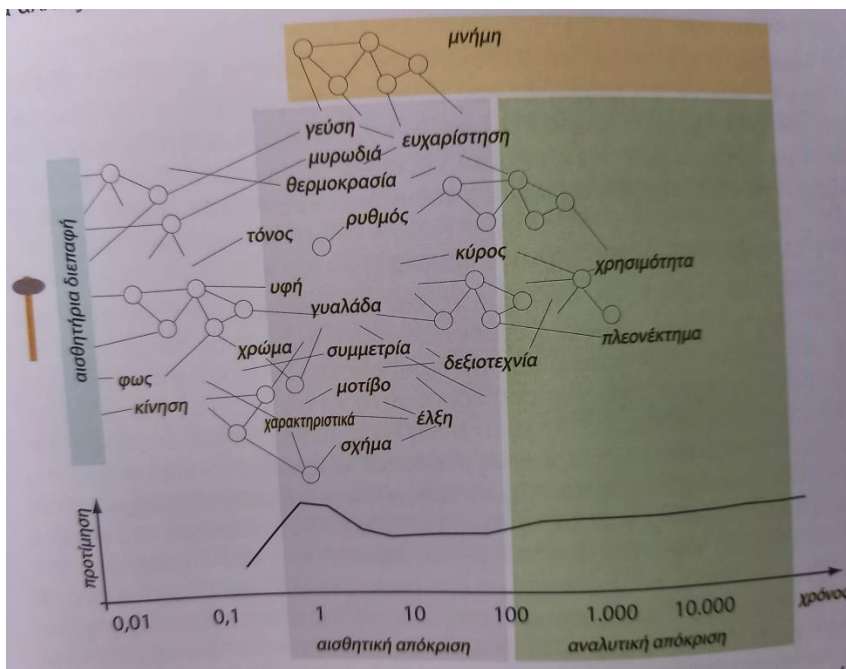 μνήμη
γεύση
ευχαρίστηση
μυρωδιά
θερμοκρασία
ρυθμός
τόνος
κύρος
χρησιμότητα
αισθητήρια διεπαφή
υφή
γυαλάδα
πλεονέκτημα
χρώμα
συμμετρία
δεξιοτεχνία
φως
μοτίβο
κίνηση
χαρακτηριστικά
έλξη
σχήμα
προτίμηση
0,01 0,1 1 10 100 1.000 10.000 χρόνος
αισθητική απόκριση αναλυτική απόκριση